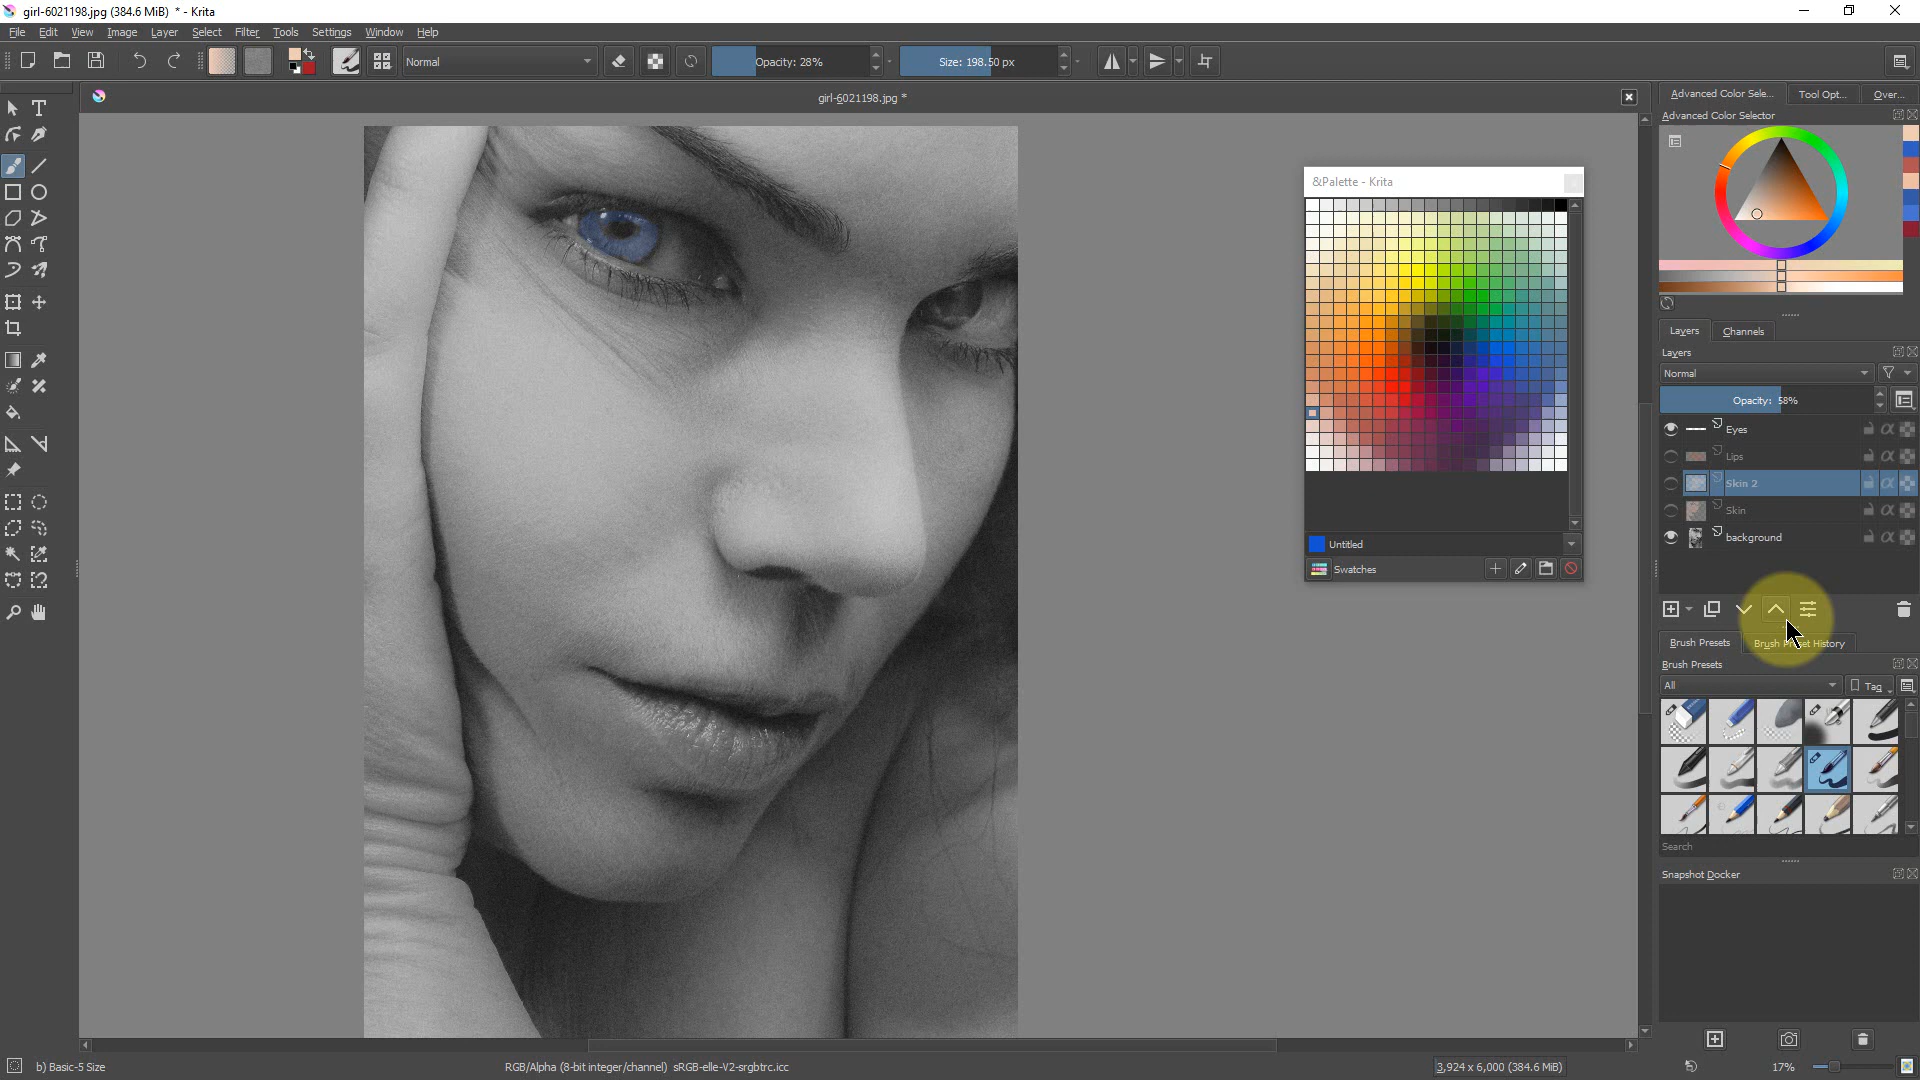 girl-6021198.jpg (384.6 MiB) * - Krita
File Edit View Image Layer Select Filter Tools Settings Window Help
Normal
Opacity: 28%
Size: 198.50 px
girl-6021198.jpg *
Advanced Color Sele...
Tool Opt...
Over...
Advanced Color Selector
&Palette - Krita
Untitled
Swatches
Layers
Channels
Layers
Normal
Opacity: 58%
Eyes
Lips
Skin 2
Skin
background
Brush Presets
Brush Preset History
Brush Presets
All
Tag
Search
Snapshot Docker
b) Basic-5 Size
RGB/Alpha (8-bit integer/channel) sRGB-elle-V2-srgbtrc.icc
3,924 x 6,000 (384.6 MiB)
17%